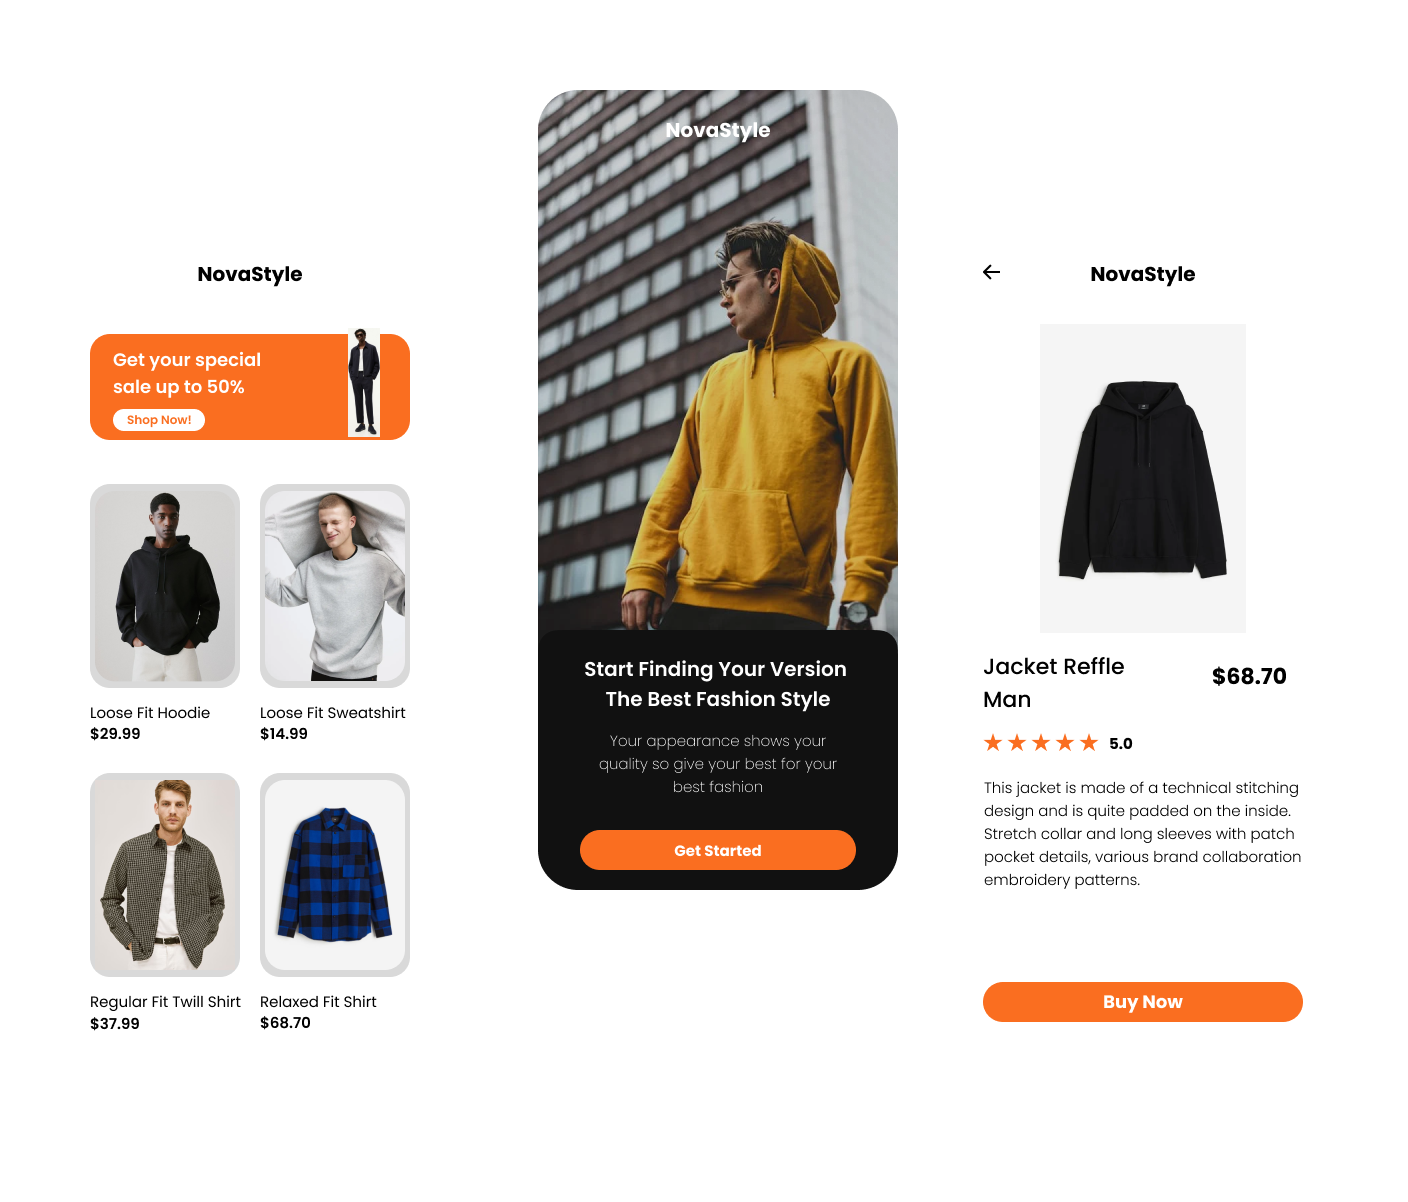 NovaStyle
Get your special
sale up to 50%
Shop Now!
Loose Fit Hoodie
$29.99
Loose Fit Sweatshirt
$14.99
Regular Fit Twill Shirt
$37.99
Relaxed Fit Shirt
$68.70
NovaStyle
Start Finding Your Version
The Best Fashion Style
Your appearance shows your
quality so give your best for your
best fashion
Get Started
NovaStyle
Jacket Reffle
Man
$68.70
5.0
This jacket is made of a technical stitching
design and is quite padded on the inside.
Stretch collar and long sleeves with patch
pocket details, various brand collaboration
embroidery patterns.
Buy Now